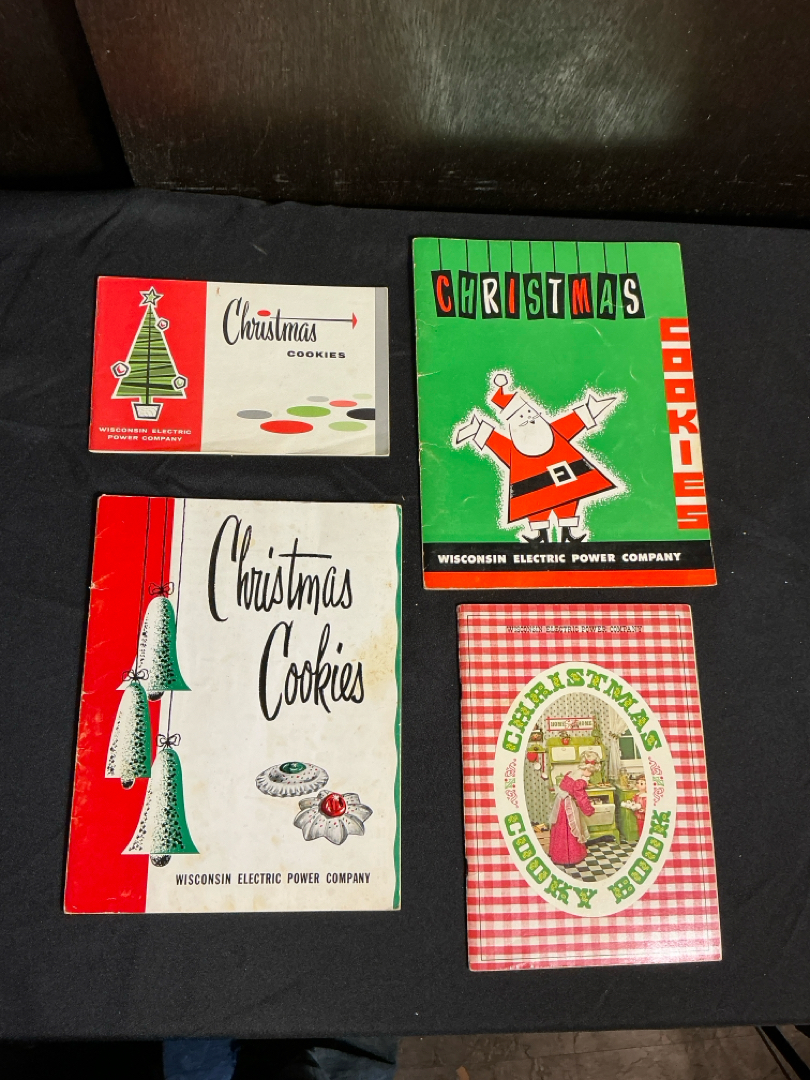 Christmas
COOKIES
WISCONSIN ELECTRIC
POWER COMPANY
CHRISTMAS
COOKIES
WISCONSIN ELECTRIC POWER COMPANY
Christmas
Cookies
WISCONSIN ELECTRIC POWER COMPANY
WISCONSIN ELECTRIC POWER COMPANY
CHRISTMAS
COOKY BOOK